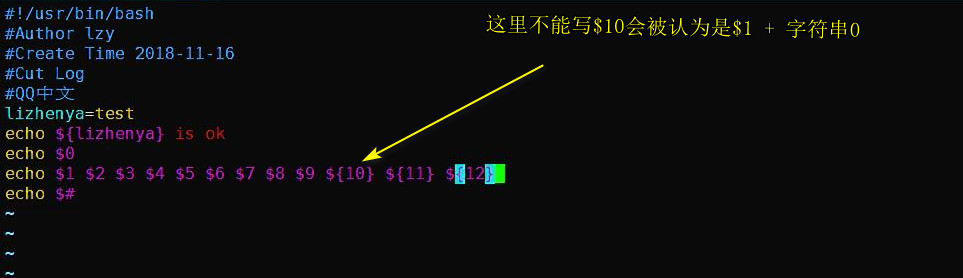 #!/usr/bin/bash
这里不能写$10会被认为是$1 + 字符串0
#Author lzy
#Create Time 2018-11-16
#Cut Log
#QQ中文
lizhenya=test
echo ${lizhenya} is ok
echo $0
echo $1 $2 $3 $4 $5 $6 $7 $8 $9 ${10} ${11} ${12}
echo $#
~
~
~
~